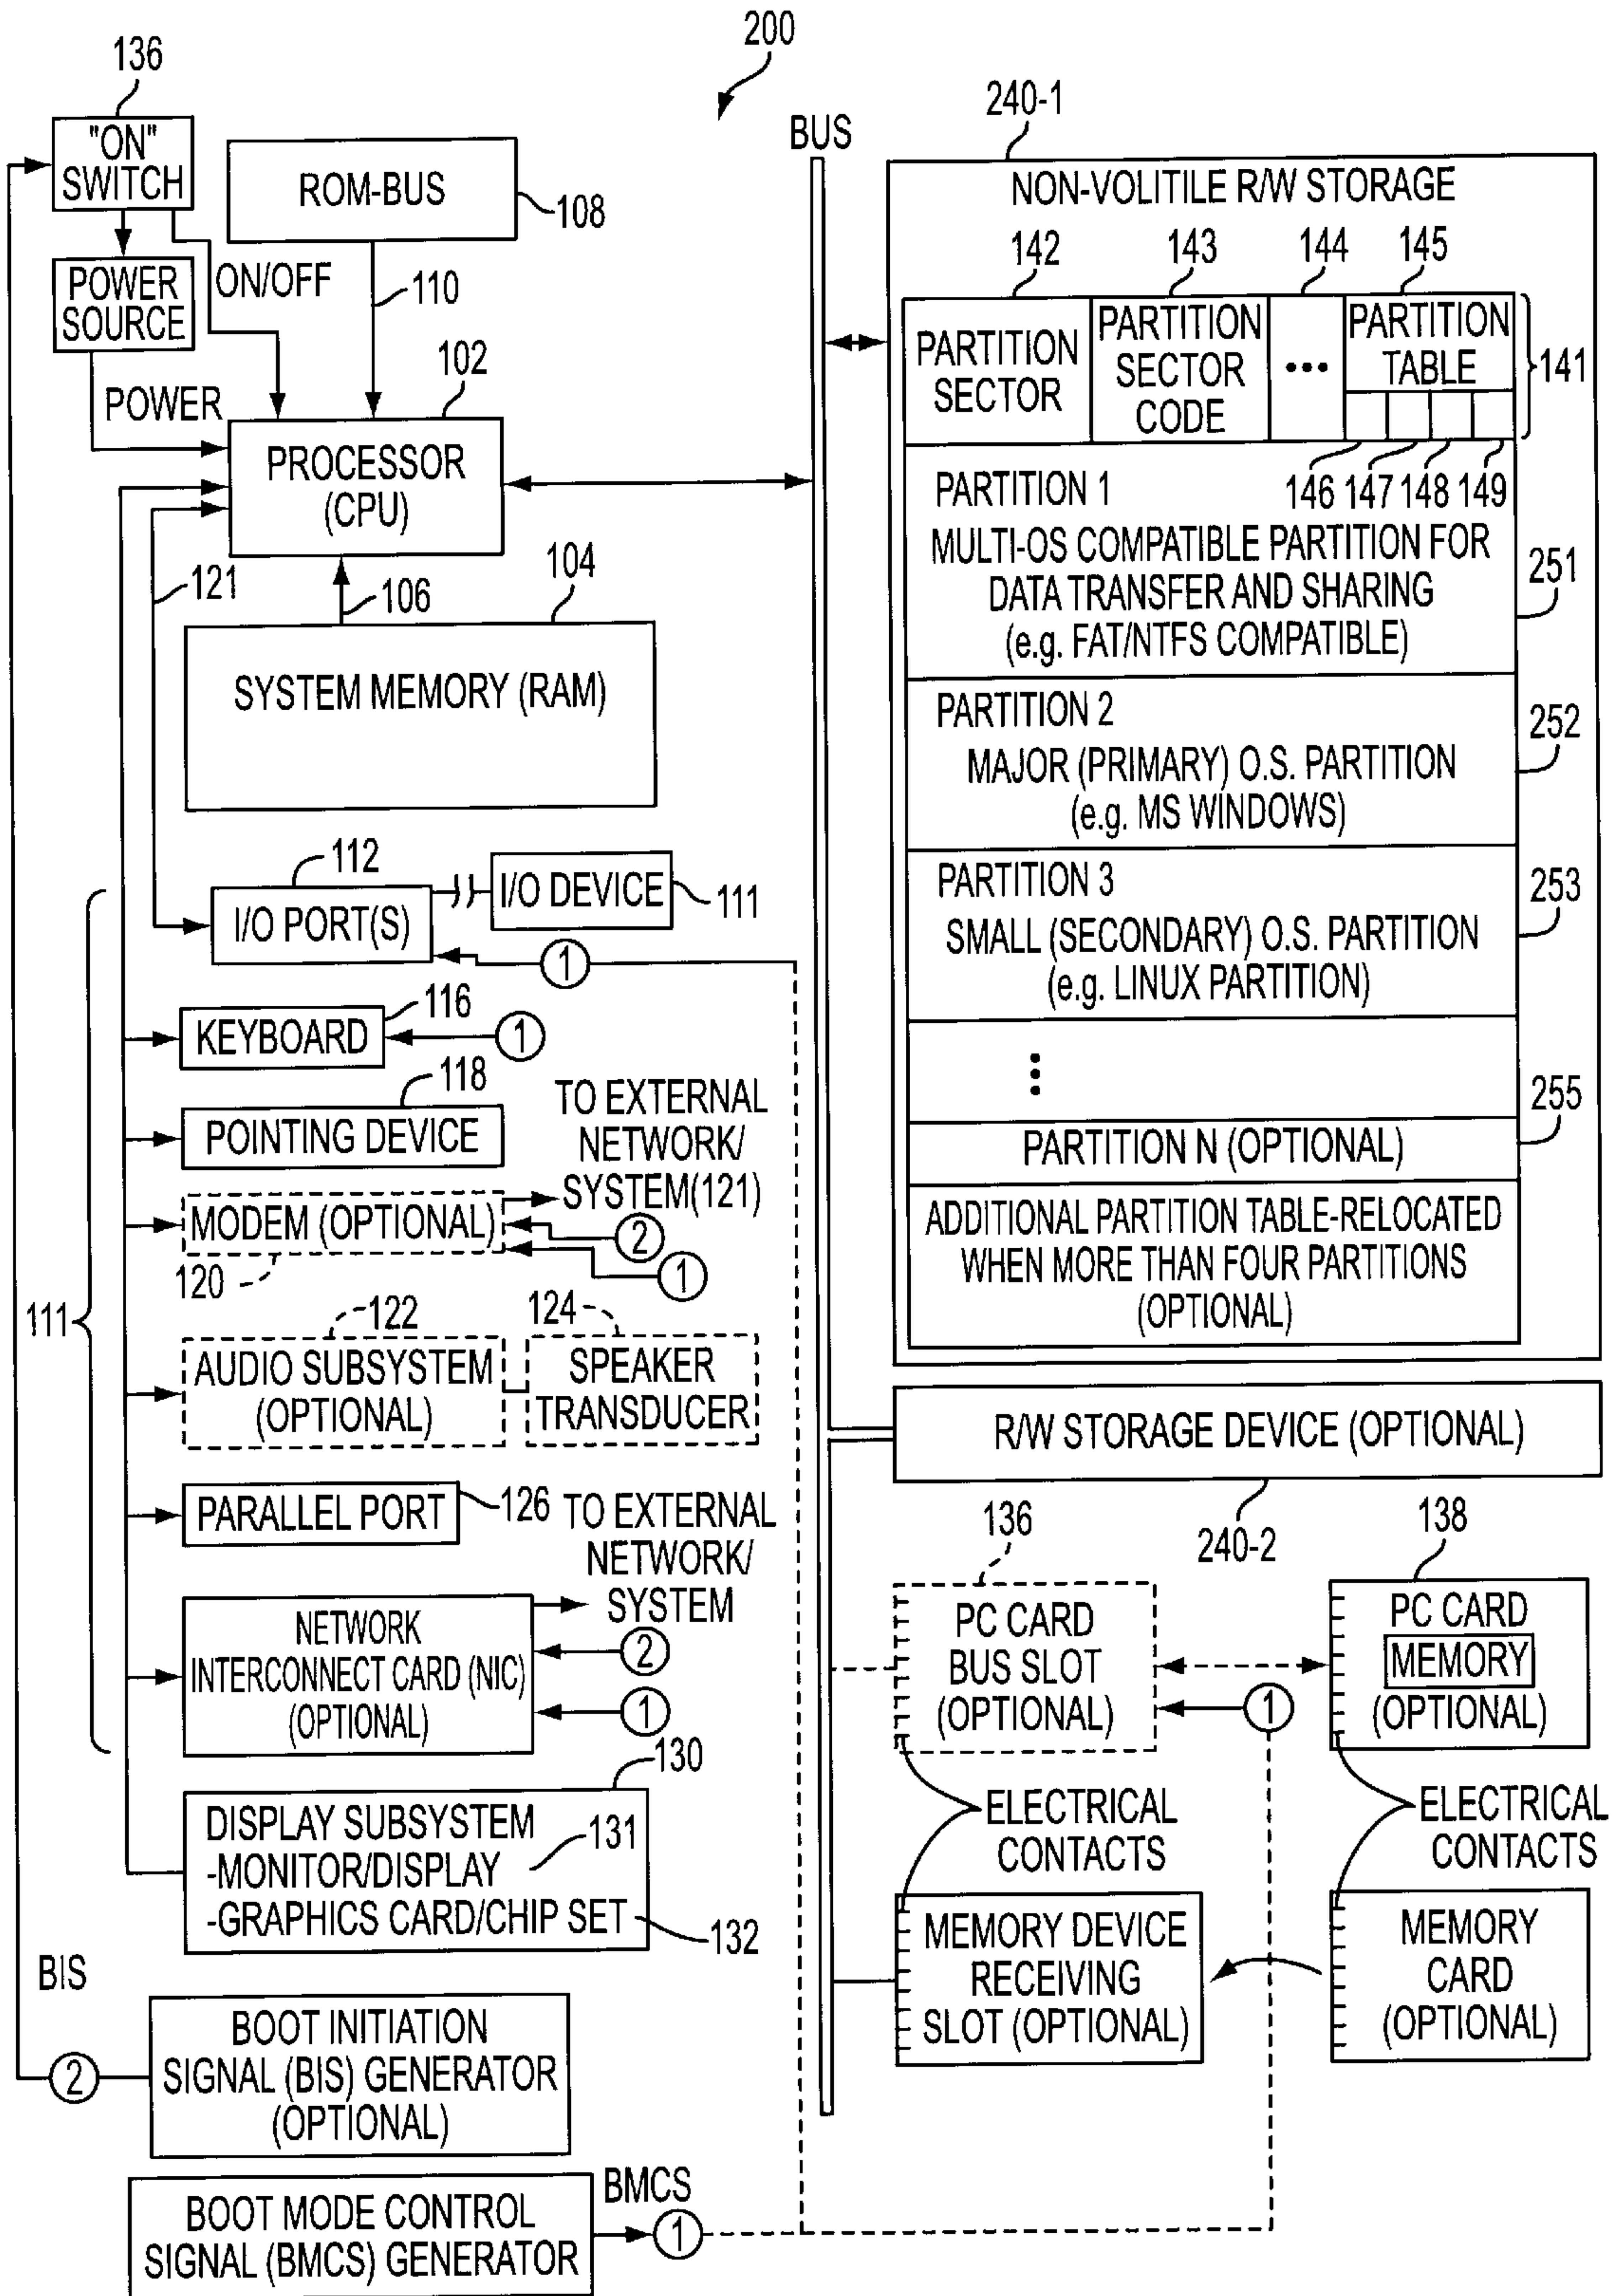 200
136
"ON"
SWITCH
ROM-BUS
108
POWER
SOURCE
ON/OFF
110
POWER
102
PROCESSOR
(CPU)
121
106
104
SYSTEM MEMORY (RAM)
112
I/O PORT(S)
I/O DEVICE
111
1
116
KEYBOARD
1
118
POINTING DEVICE
TO EXTERNAL
NETWORK/
SYSTEM(121)
MODEM (OPTIONAL)
2
120
1
111
122
124
AUDIO SUBSYSTEM
(OPTIONAL)
SPEAKER
TRANSDUCER
PARALLEL PORT
126
TO EXTERNAL
NETWORK/
SYSTEM
NETWORK
INTERCONNECT CARD (NIC)
(OPTIONAL)
2
1
130
DISPLAY SUBSYSTEM
-MONITOR/DISPLAY
131
-GRAPHICS CARD/CHIP SET
132
BIS
BOOT INITIATION
SIGNAL (BIS) GENERATOR
(OPTIONAL)
2
BOOT MODE CONTROL
SIGNAL (BMCS) GENERATOR
BMCS
1
BUS
240-1
NON-VOLITILE R/W STORAGE
142
143
144
145
PARTITION
SECTOR
PARTITION
SECTOR
CODE
•••
PARTITION
TABLE
141
146
147
148
149
PARTITION 1
MULTI-OS COMPATIBLE PARTITION FOR
DATA TRANSFER AND SHARING
(e.g. FAT/NTFS COMPATIBLE)
251
PARTITION 2
MAJOR (PRIMARY) O.S. PARTITION
(e.g. MS WINDOWS)
252
PARTITION 3
SMALL (SECONDARY) O.S. PARTITION
(e.g. LINUX PARTITION)
253
255
PARTITION N (OPTIONAL)
ADDITIONAL PARTITION TABLE-RELOCATED
WHEN MORE THAN FOUR PARTITIONS
(OPTIONAL)
R/W STORAGE DEVICE (OPTIONAL)
240-2
136
PC CARD
BUS SLOT
(OPTIONAL)
138
PC CARD
MEMORY
(OPTIONAL)
1
ELECTRICAL
CONTACTS
ELECTRICAL
CONTACTS
MEMORY DEVICE
RECEIVING
SLOT (OPTIONAL)
MEMORY
CARD
(OPTIONAL)